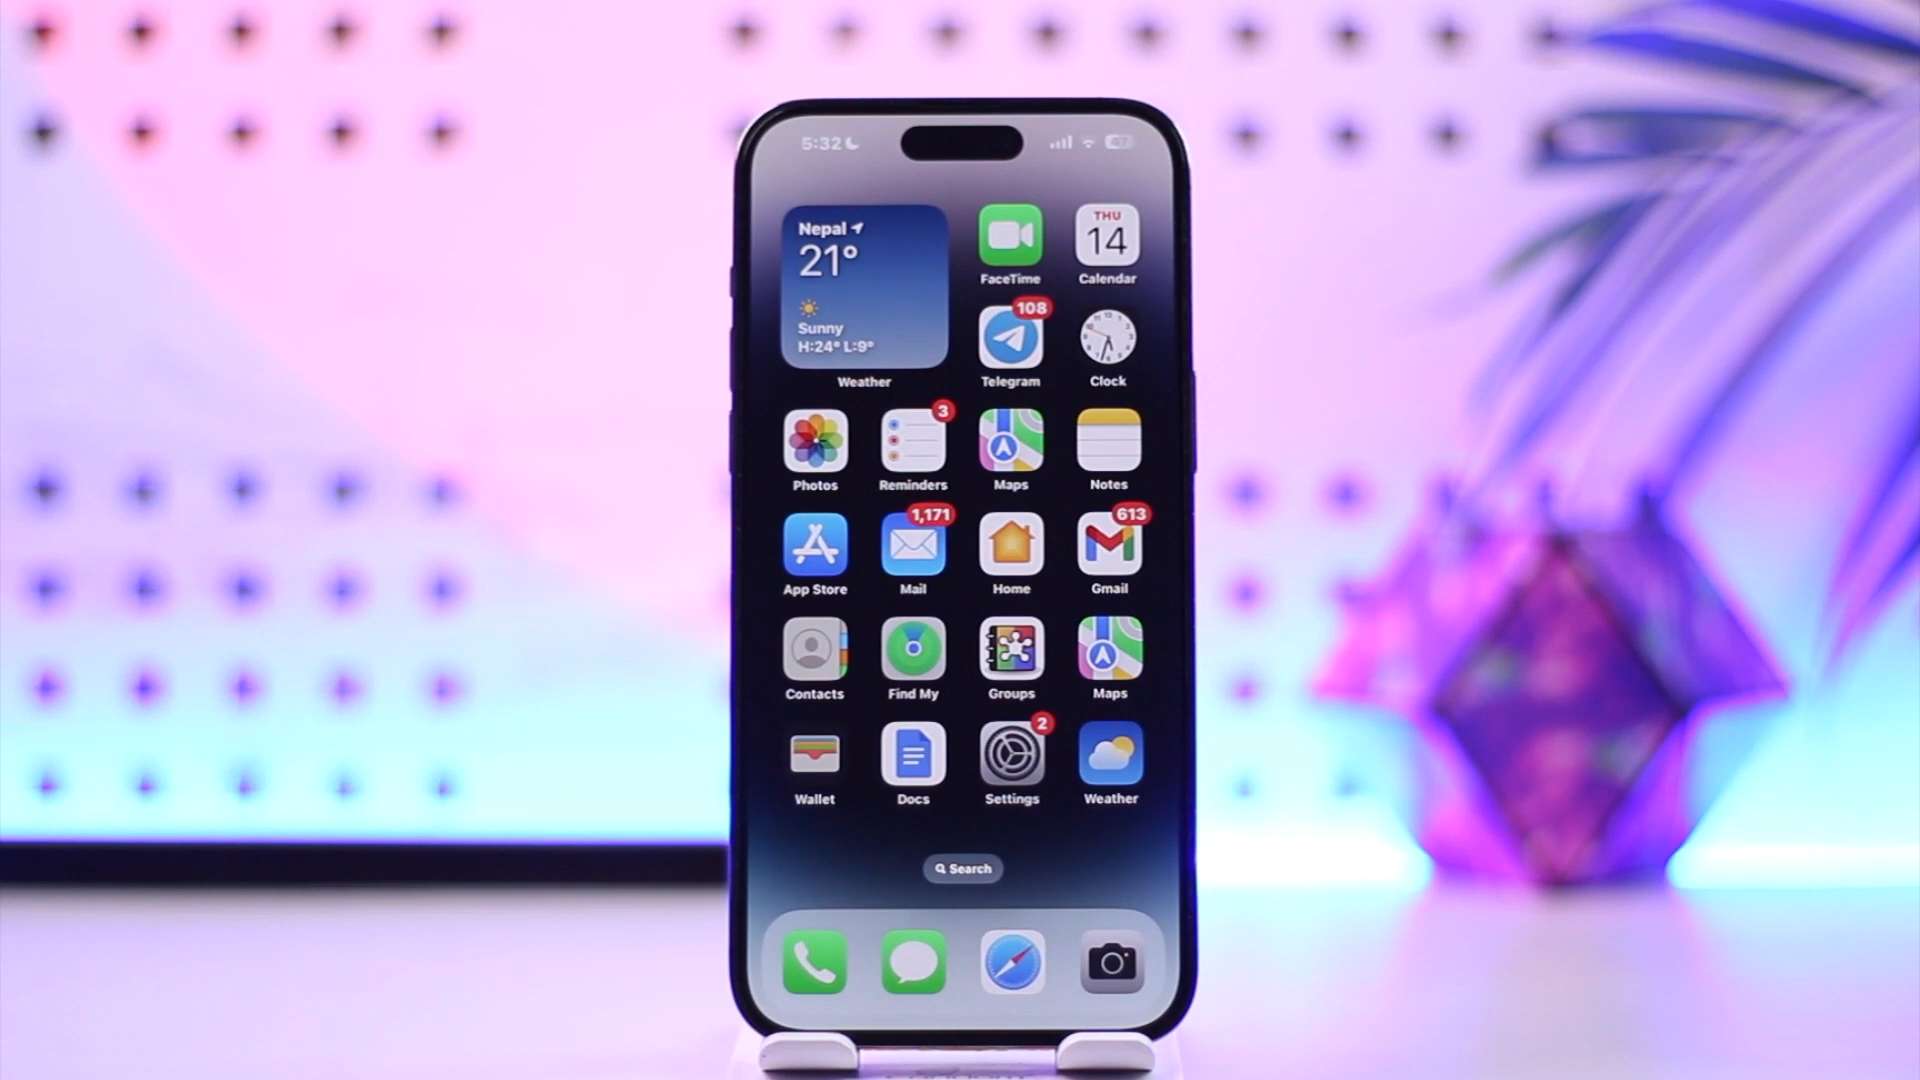 5:32
Nepal
21°
Sunny
H:24° L:9°
Weather
FaceTime
THU
14
Calendar
108
Telegram
Clock
Photos
3
Reminders
Maps
Notes
App Store
1,171
Mail
Home
613
Gmail
Contacts
Find My
Groups
Maps
Wallet
Docs
2
Settings
Weather
Search